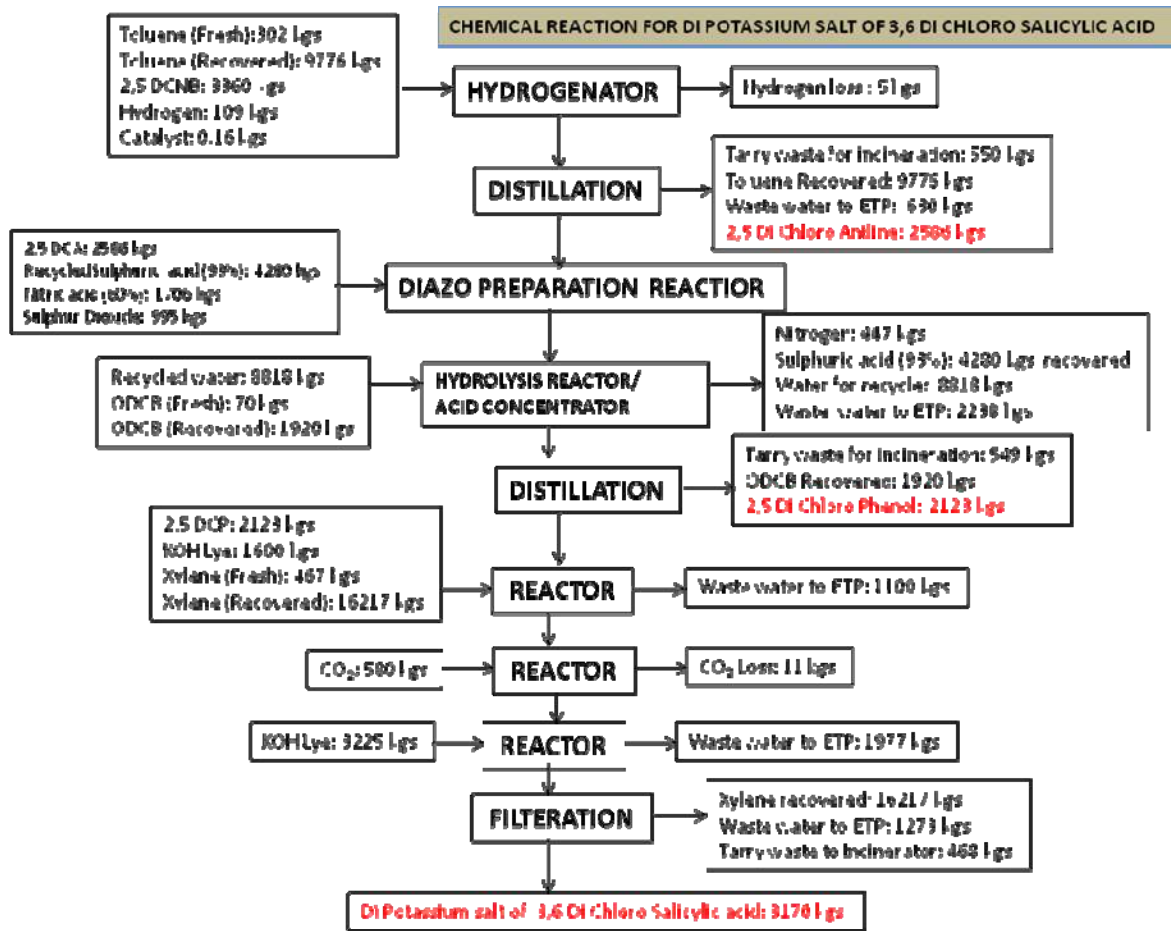 CHEMICAL REACTION FOR DI POTASSIUM SALT OF 3,6 DI CHLORO SALICYLIC ACID
Toluene (Fresh): 302 kgs
Toluene (Recovered): 9776 kgs
2,5 DCNB: 3360 kgs
Hydrogen: 109 kgs
Catalyst: 0.16 kgs
HYDROGENATOR
Hydrogen loss : 51gs
DISTILLATION
Tarry waste for incineration: 550 kgs
Toluene Recovered: 9776 kgs
Waste water to ETP: 630 kgs
2,5 Di Chloro Aniline: 2586 kgs
2,5 DCA: 2586 kgs
Recycled Sulphuric acid (93%): 4280 kgs
Nitric acid (60%): 1706 kgs
Sulphur Dioxide: 995 kgs
DIAZO PREPARATION REACTIOR
Recycled water: 8818 kgs
ODCB (Fresh): 70 kgs
ODCB (Recovered): 1920 kgs
HYDROLYSIS REACTOR/
ACID CONCENTRATOR
Nitrogen: 447 kgs
Sulphuric acid (93%): 4280 kgs recovered
Water for recycle: 8818 kgs
Waste water to ETP: 2238 kgs
DISTILLATION
Tarry waste for incineration: 549 kgs
ODCB Recovered: 1920 kgs
2,5 Di Chloro Phenol: 2123 kgs
2.5 DCP: 2123 kgs
KOH Lye: 1600 kgs
Xylene (Fresh): 467 kgs
Xylene (Recovered): 16217 kgs
REACTOR
Waste water to ETP: 1100 kgs
CO₂: 580 kgs
REACTOR
CO₂ Loss: 11 kgs
KOH Lye: 3225 kgs
REACTOR
Waste water to ETP: 1977 kgs
FILTERATION
Xylene recovered: 16217 kgs
Waste water to ETP: 1273 kgs
Tarry waste to Incinerator: 468 kgs
Di Potassium salt of 3,6 Di Chloro Salicylic acid: 3170 kgs